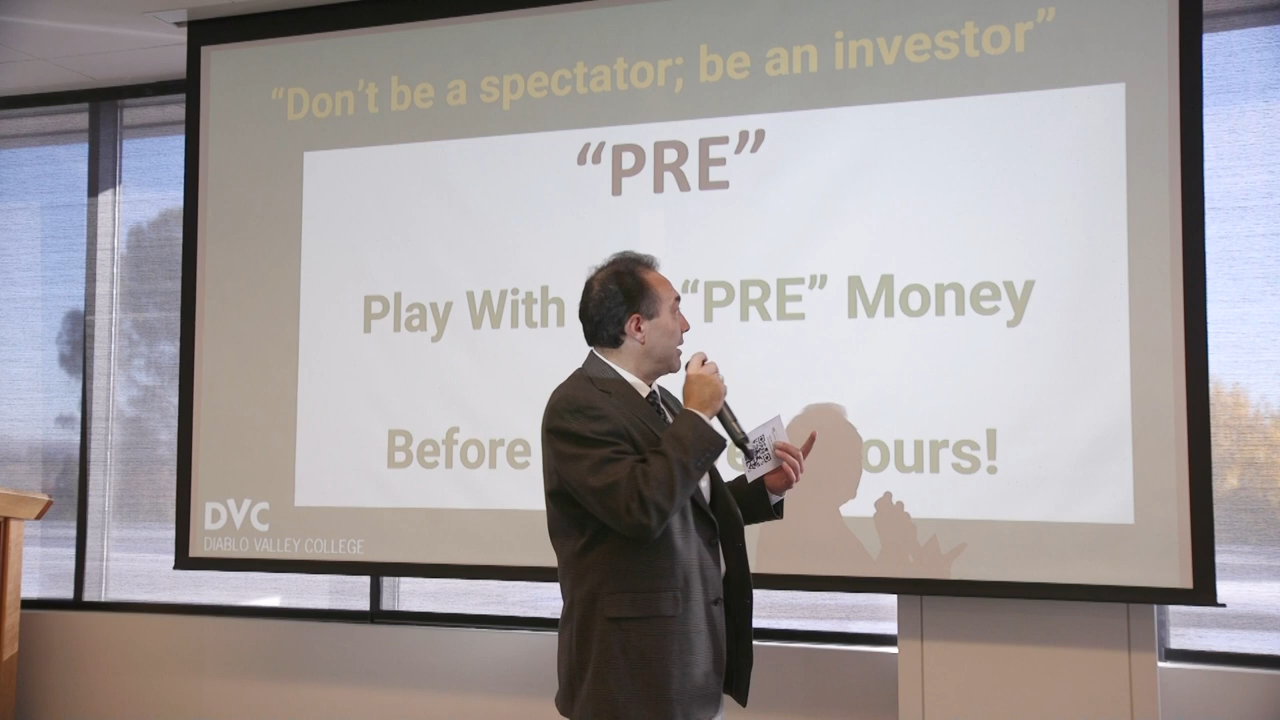 “Don’t be a spectator; be an investor”
“PRE”
Play With “PRE” Money
Before ours!
DVC
DIABLO VALLEY COLLEGE